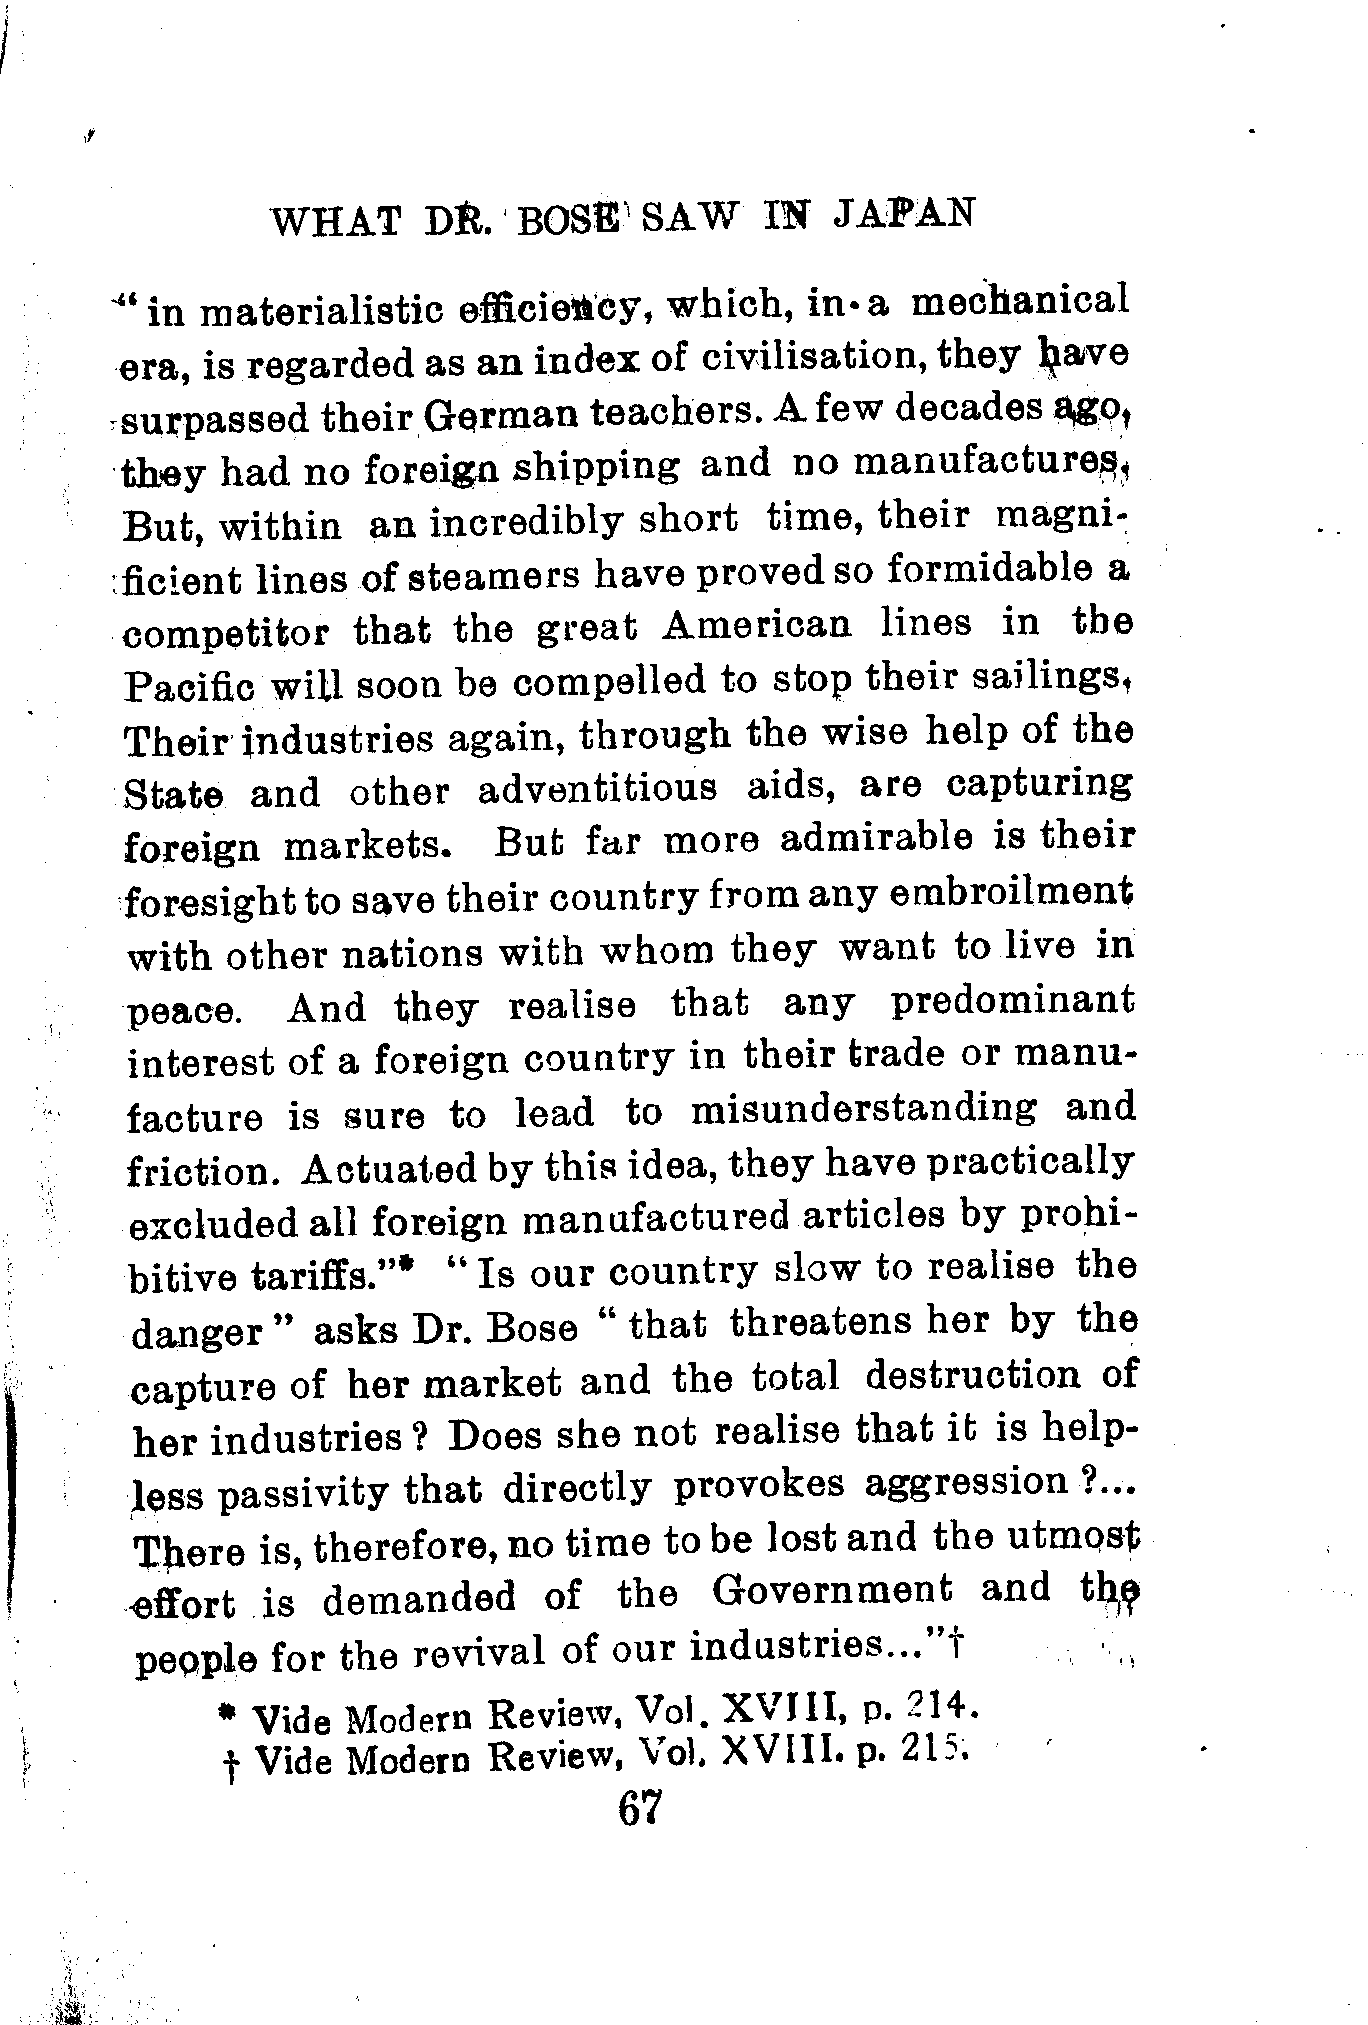 WHAT DR. BOSE SAW IN JAPAN
“ in materialistic efficiency, which, in a mechanical
era, is regarded as an index of civilisation, they have
surpassed their German teachers. A few decades ago,
they had no foreign shipping and no manufactures,
But, within an incredibly short time, their magni-
ficient lines of steamers have proved so formidable a
competitor that the great American lines in the
Pacific will soon be compelled to stop their sailings,
Their industries again, through the wise help of the
State and other adventitious aids, are capturing
foreign markets. But far more admirable is their
foresight to save their country from any embroilment
with other nations with whom they want to live in
peace. And they realise that any predominant
interest of a foreign country in their trade or manu-
facture is sure to lead to misunderstanding and
friction. Actuated by this idea, they have practically
excluded all foreign manufactured articles by prohi-
bitive tariffs.”* “ Is our country slow to realise the
danger ” asks Dr. Bose “ that threatens her by the
capture of her market and the total destruction of
her industries ? Does she not realise that it is help-
less passivity that directly provokes aggression ?...
There is, therefore, no time to be lost and the utmost
effort is demanded of the Government and the
people for the revival of our industries...”†
* Vide Modern Review, Vol. XVIII, p. 214.
† Vide Modern Review, Vol. XVIII. p. 215.
67